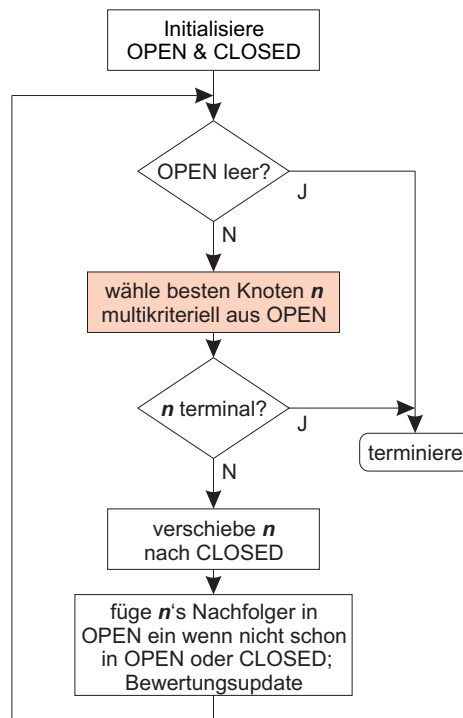 Initialisiere
OPEN & CLOSED
OPEN leer?
J
N
wähle besten Knoten n
multikriteriell aus OPEN
n terminal?
J
terminiere
N
verschiebe n
nach CLOSED
füge n‘s Nachfolger in
OPEN ein wenn nicht schon
in OPEN oder CLOSED;
Bewertungsupdate